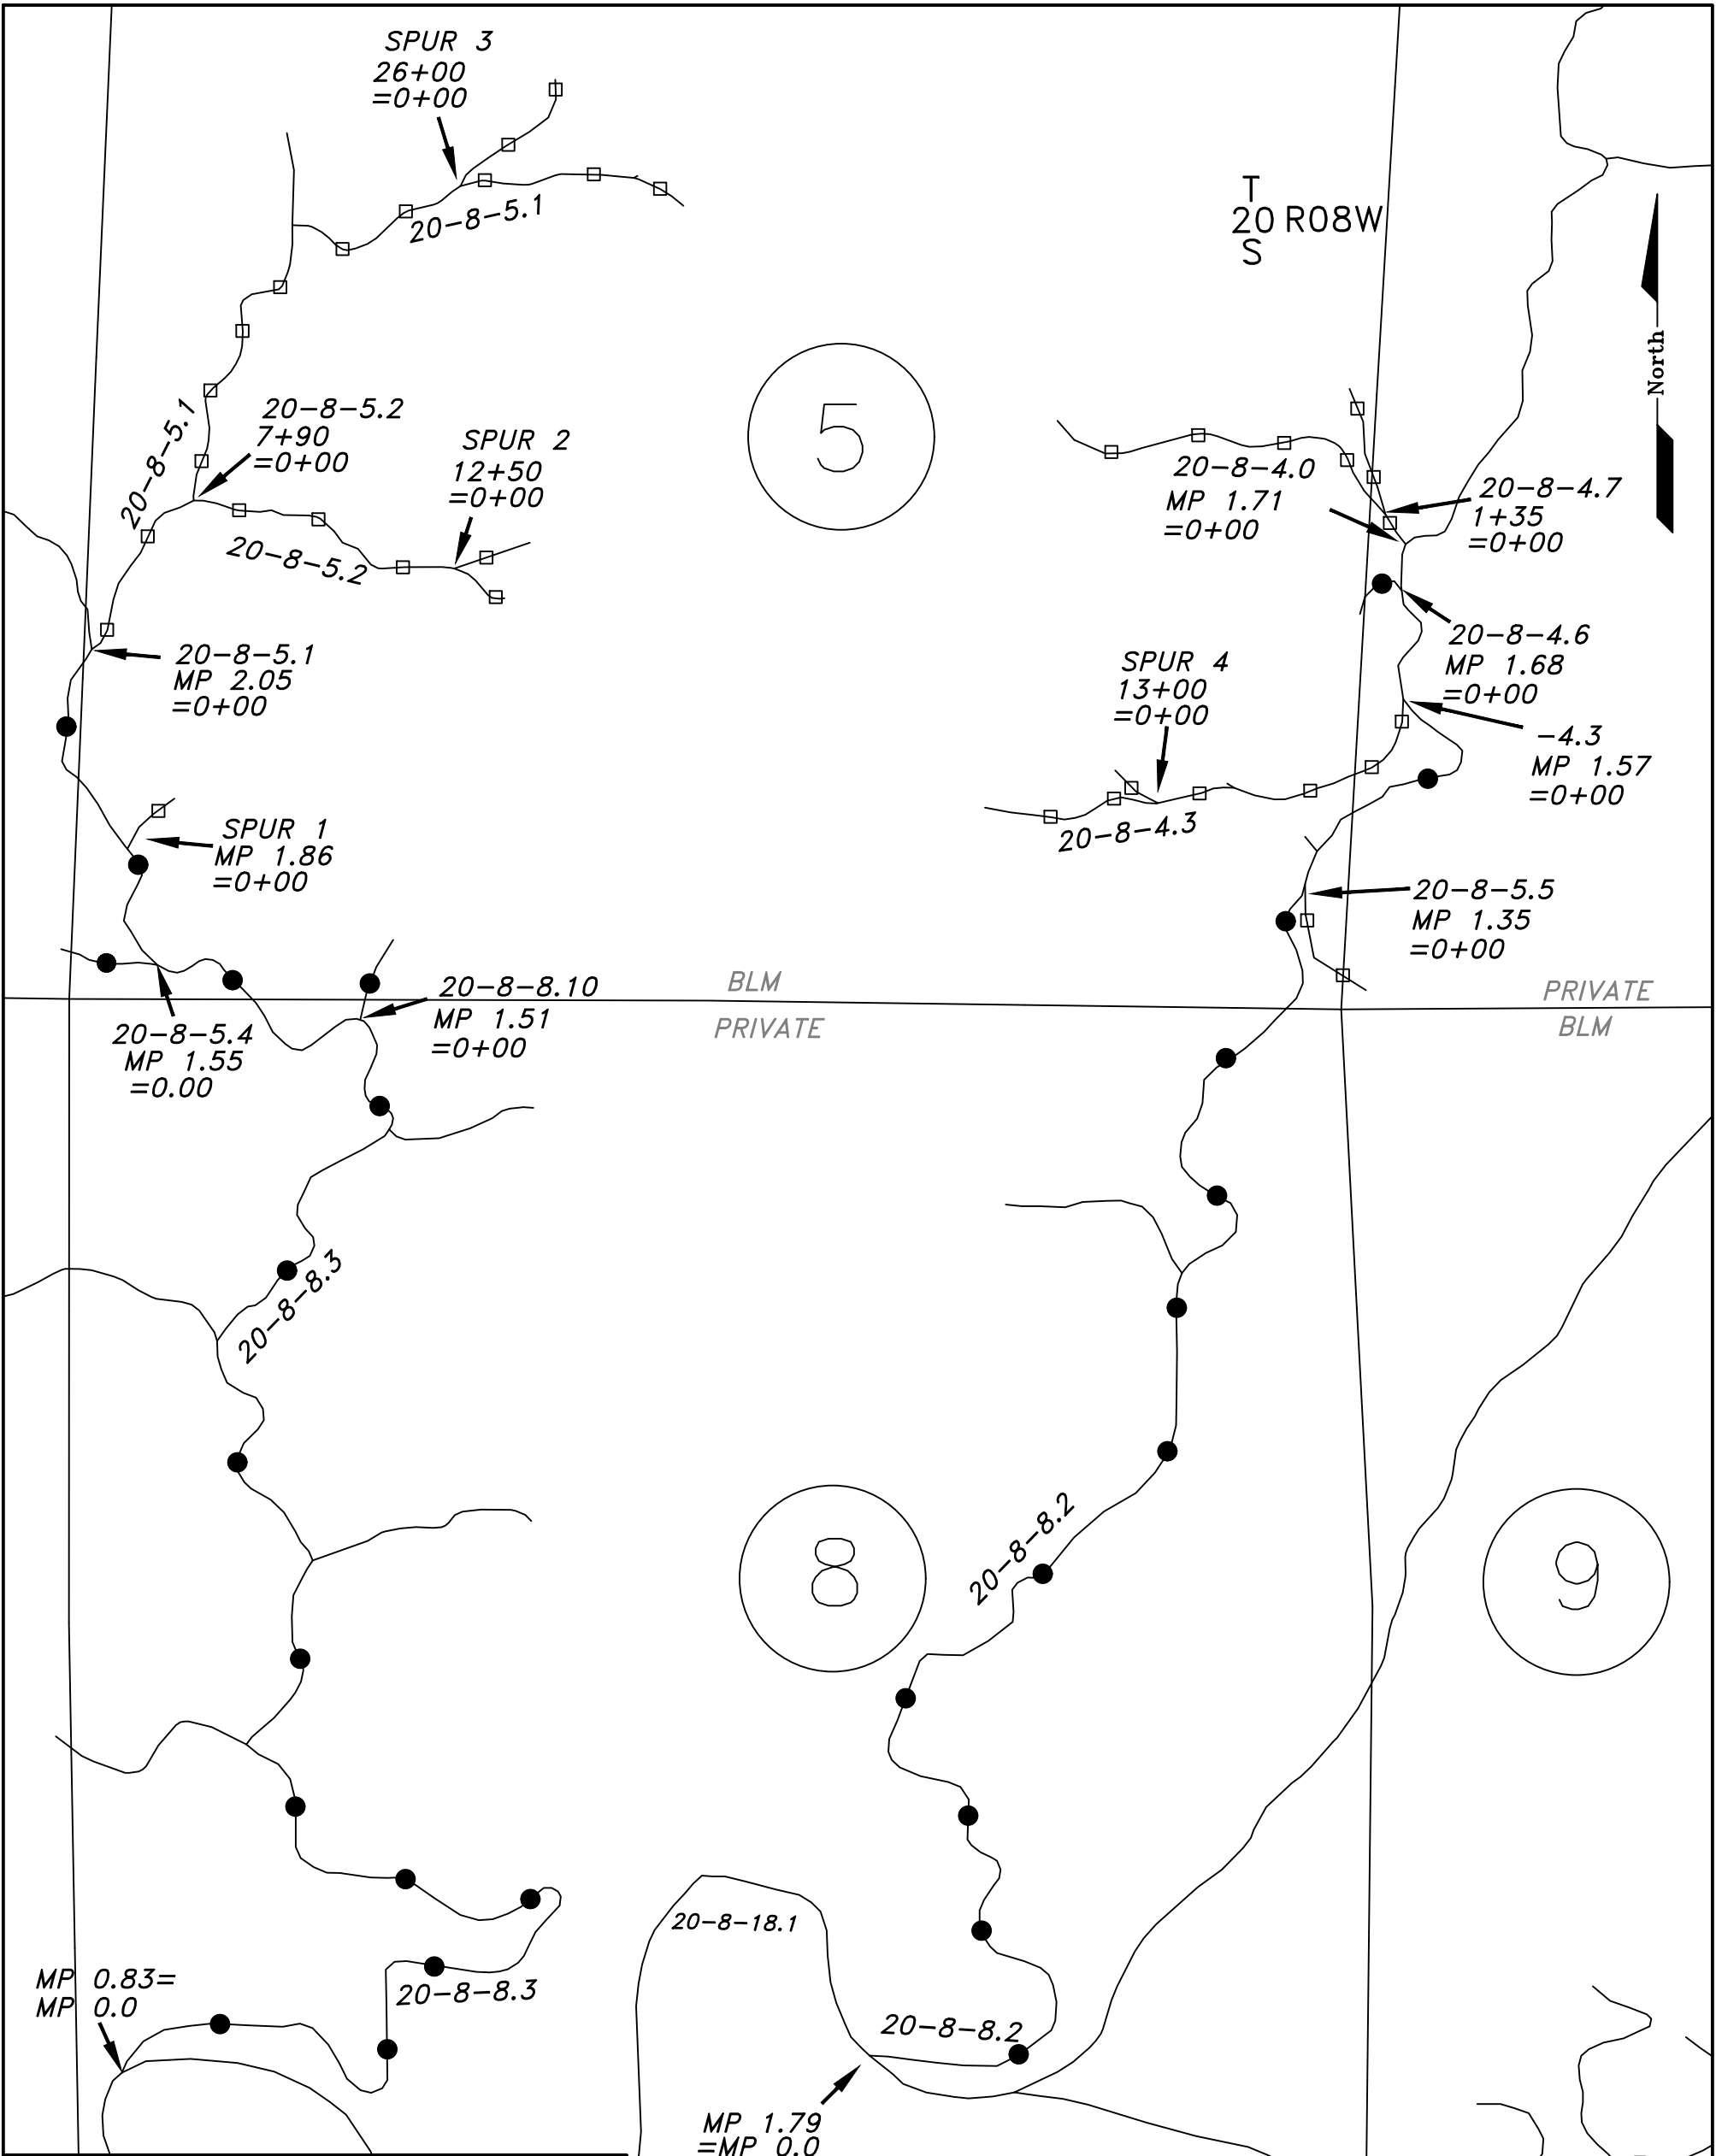 SPUR 3
26+00
=0+00
20-8-5.1
T
20 R08W
S
North
5
20-8-5.1
20-8-5.2
7+90
=0+00
SPUR 2
12+50
=0+00
20-8-5.2
20-8-4.0
MP 1.71
=0+00
20-8-4.7
1+35
=0+00
20-8-5.1
MP 2.05
=0+00
20-8-4.6
MP 1.68
=0+00
SPUR 4
13+00
=0+00
-4.3
MP 1.57
=0+00
20-8-4.3
SPUR 1
MP 1.86
=0+00
20-8-5.5
MP 1.35
=0+00
20-8-8.10
MP 1.51
=0+00
BLM
PRIVATE
PRIVATE
BLM
20-8-5.4
MP 1.55
=0.00
20-8-8.3
20-8-8.2
8
9
20-8-18.1
MP 0.83=
MP 0.0
20-8-8.3
20-8-8.2
MP 1.79
=MP 0.0